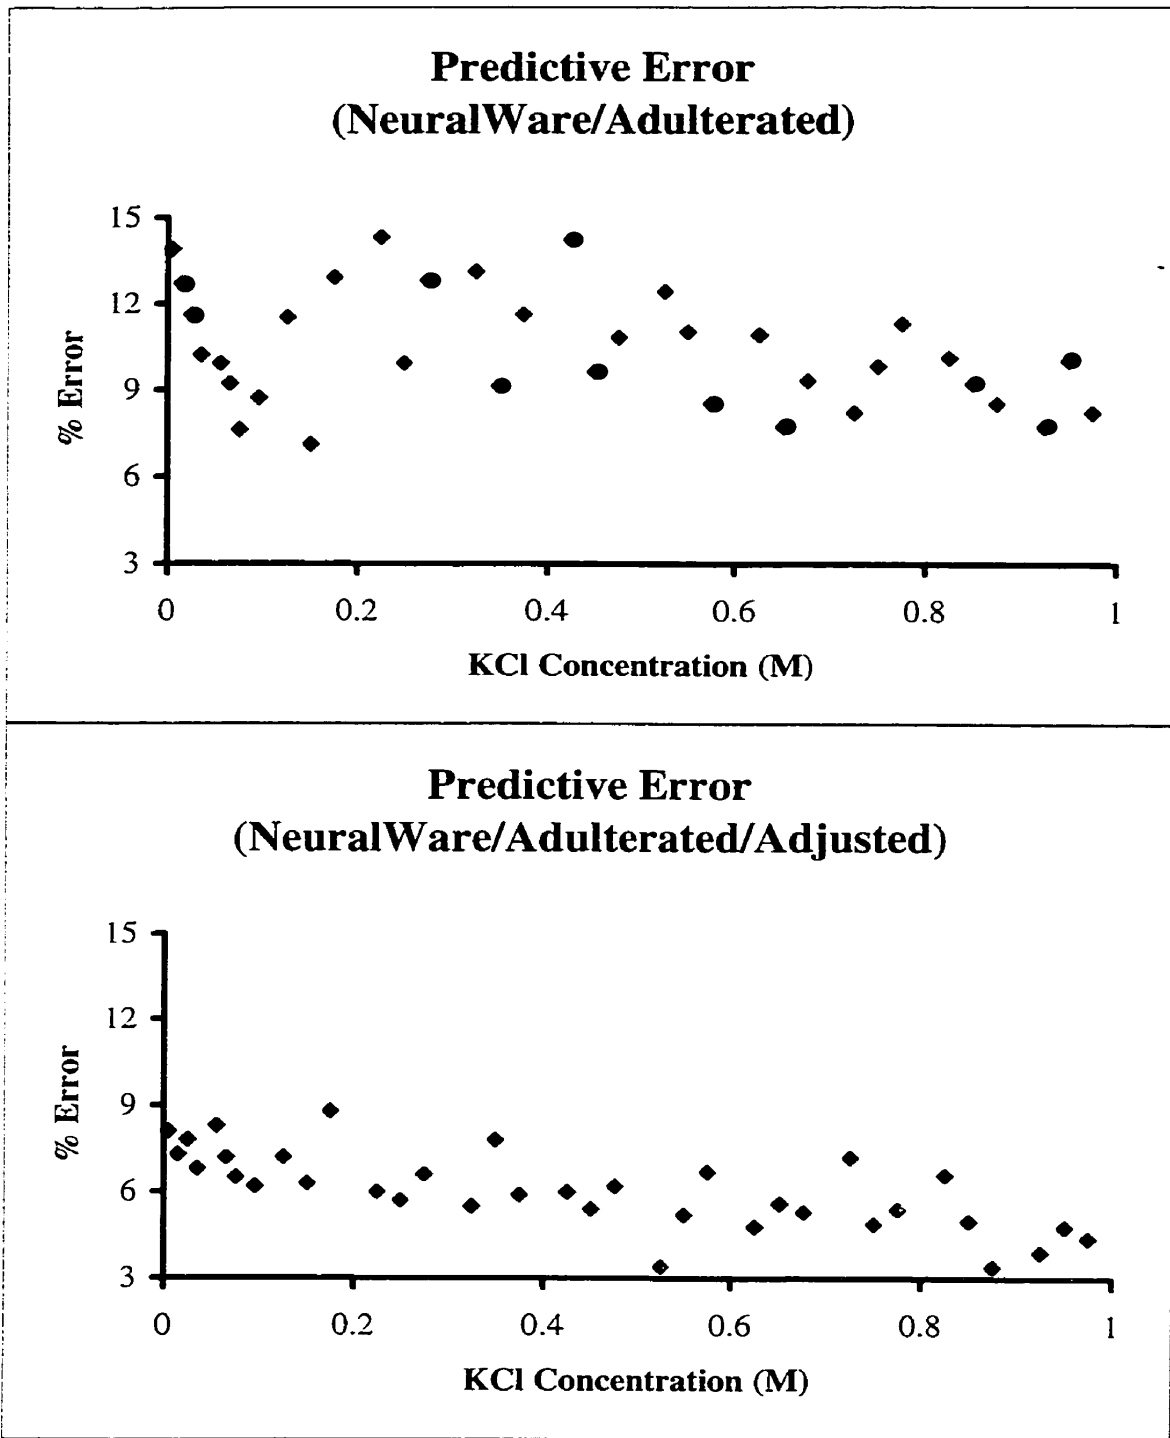 Predictive Error
(NeuralWare/Adulterated)
15
12
9
6
3
% Error
0 0.2 0.4 0.6 0.8 1
KCl Concentration (M)
Predictive Error
(NeuralWare/Adulterated/Adjusted)
15
12
9
6
3
% Error
0 0.2 0.4 0.6 0.8 1
KCl Concentration (M)